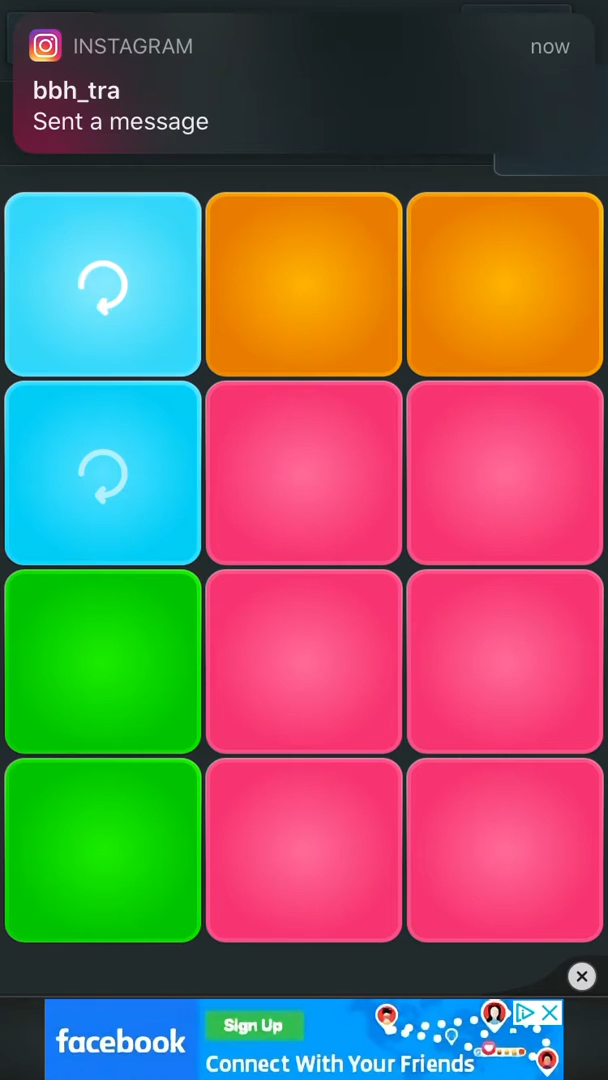 INSTAGRAM now
bbh_tra
Sent a message
facebook
Sign Up
Connect With Your Friends